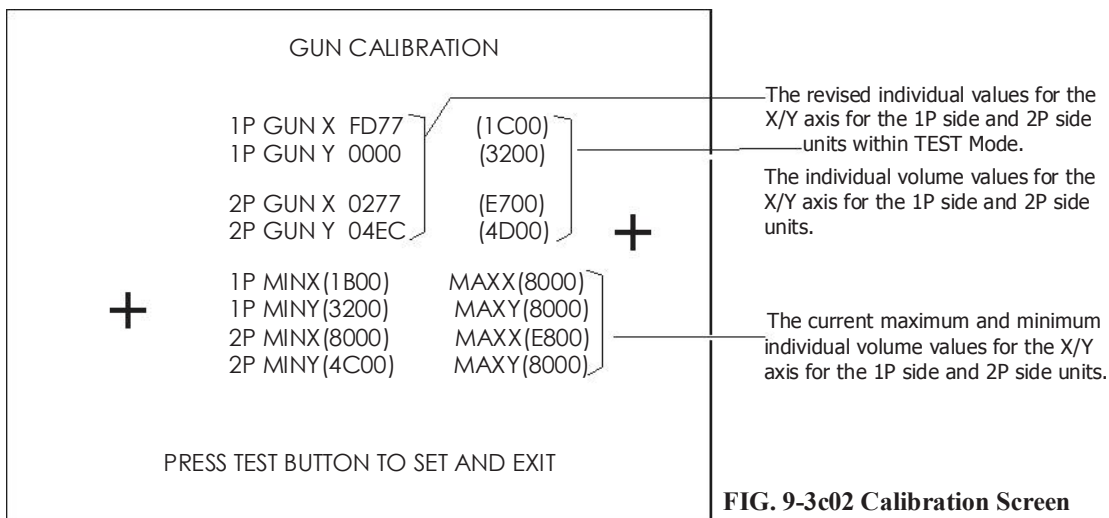 GUN CALIBRATION
1P GUN X FD77 (1C00)
1P GUN Y 0000 (3200)
2P GUN X 0277 (E700)
2P GUN Y 04EC (4D00)
1P MINX(1B00) MAXX(8000)
1P MINY(3200) MAXY(8000)
2P MINX(8000) MAXX(E800)
2P MINY(4C00) MAXY(8000)
PRESS TEST BUTTON TO SET AND EXIT
The revised individual values for the
X/Y axis for the 1P side and 2P side
units within TEST Mode.
The individual volume values for the
X/Y axis for the 1P side and 2P side
units.
The current maximum and minimum
individual volume values for the X/Y
axis for the 1P side and 2P side units.
FIG. 9-3c02 Calibration Screen